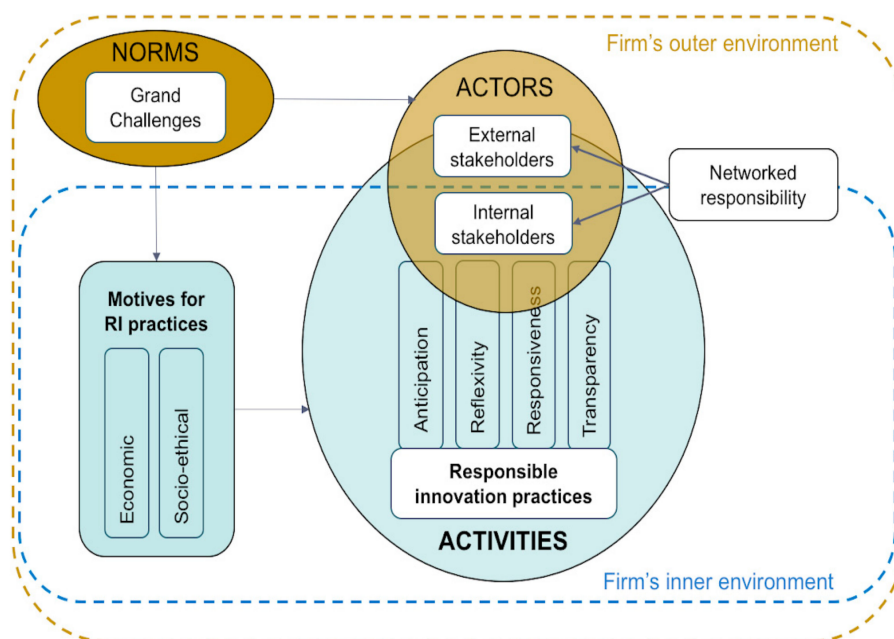 Firm's outer environment
NORMS
Grand
Challenges
ACTORS
External
stakeholders
Networked
responsibility
Internal
stakeholders
Motives for
RI practices
Economic
Socio-ethical
Anticipation
Reflexivity
Responsiveness
Transparency
Responsible
innovation practices
ACTIVITIES
Firm's inner environment